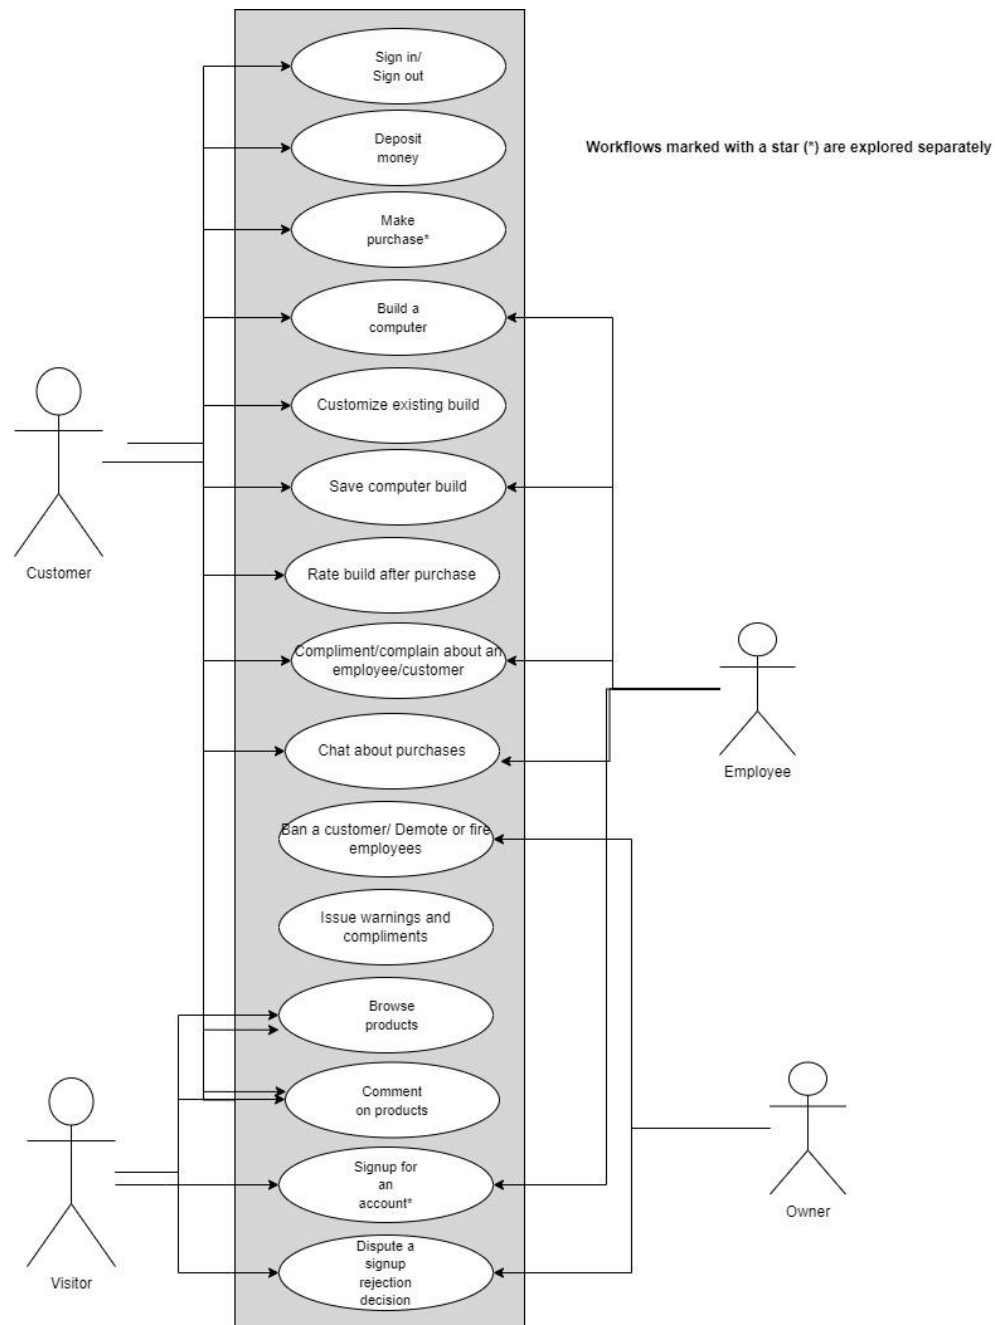 Sign in/
Sign out
Deposit
money
Workflows marked with a star (*) are explored separately
Make
purchase*
Build a
computer
Customize existing build
Save computer build
Customer
Rate build after purchase
Compliment/complain about an
employee/customer
Chat about purchases
Employee
Ban a customer/ Demote or fire
employees
Issue warnings and
compliments
Browse
products
Comment
on products
Signup for
an
account*
Owner
Dispute a
signup
rejection
decision
Visitor